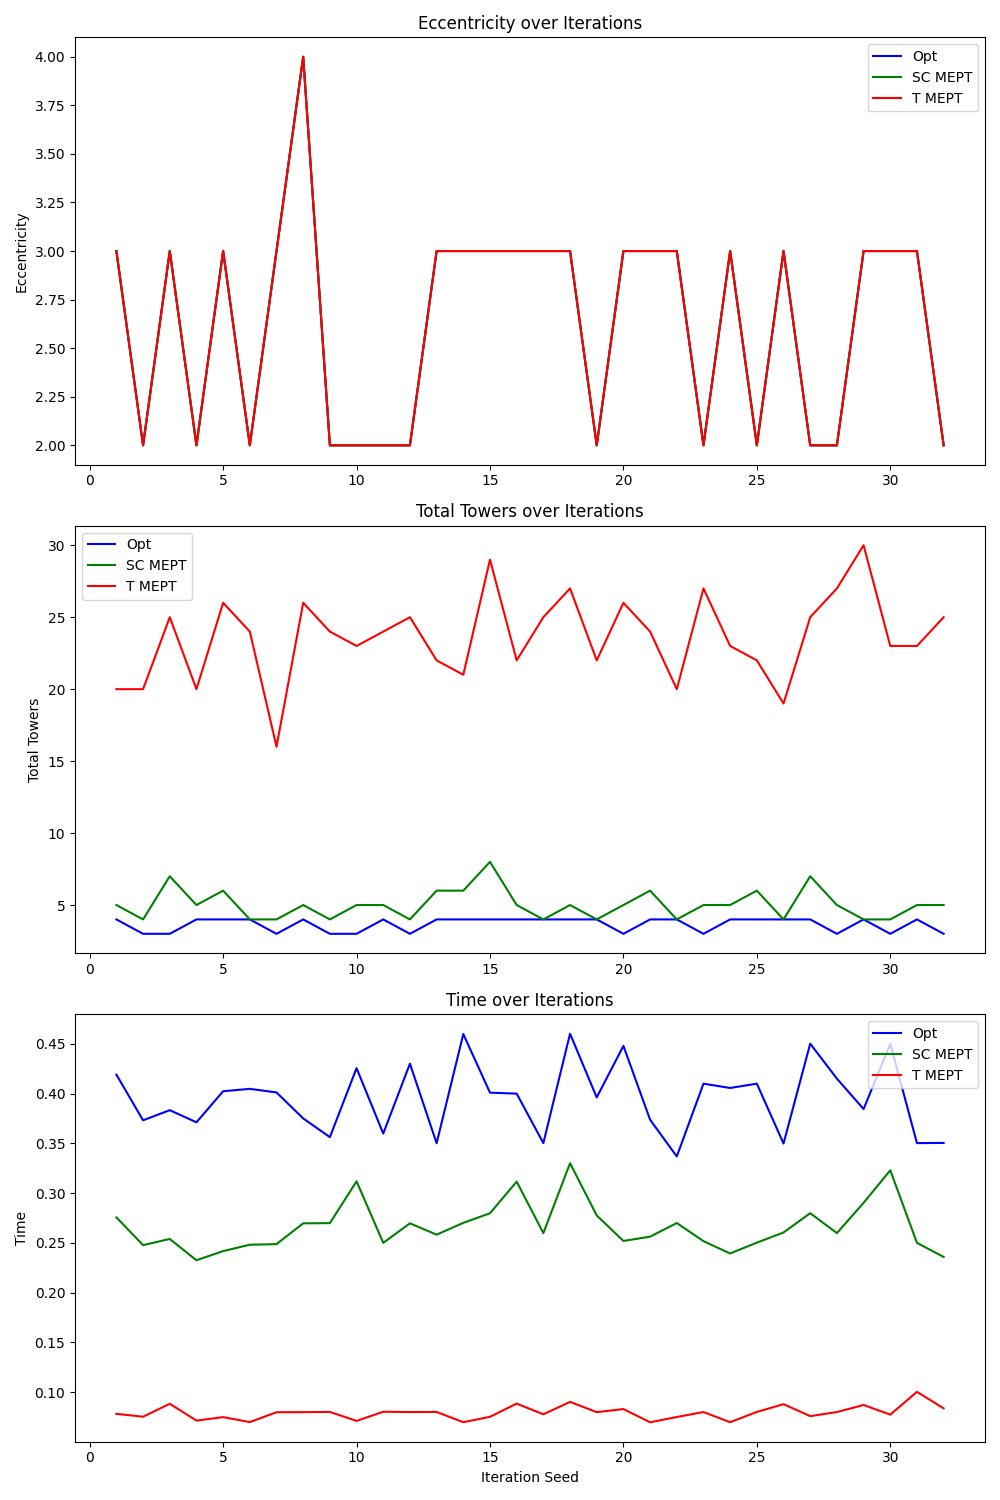 Eccentricity over Iterations
4.00
3.75
3.50
3.25
3.00
2.75
2.50
2.25
2.00
Eccentricity
Opt
SC MEPT
T MEPT
0 5 10 15 20 25 30
Total Towers over Iterations
30
25
20
15
10
5
Total Towers
Opt
SC MEPT
T MEPT
0 5 10 15 20 25 30
Time over Iterations
0.45
0.40
0.35
0.30
0.25
0.20
0.15
0.10
Time
Opt
SC MEPT
T MEPT
0 5 10 15 20 25 30
Iteration Seed